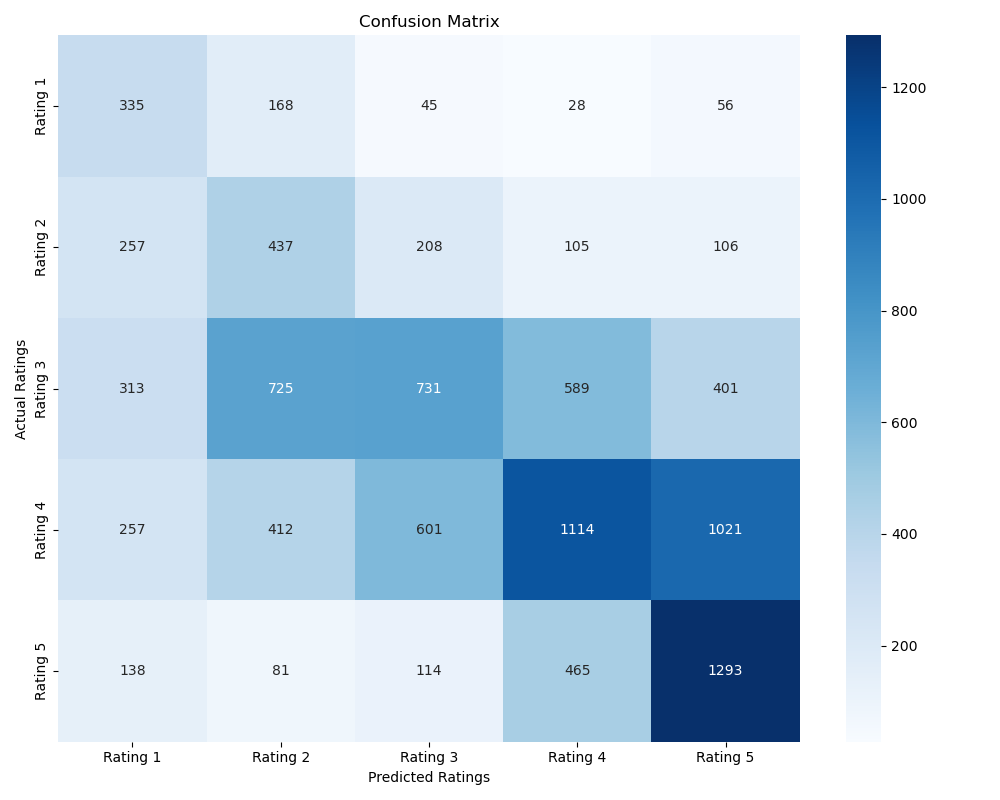 Confusion Matrix
Actual Ratings
Rating 1
335 168 45 28 56
Rating 2
257 437 208 105 106
Rating 3
313 725 731 589 401
Rating 4
257 412 601 1114 1021
Rating 5
138 81 114 465 1293
Rating 1 Rating 2 Rating 3 Rating 4 Rating 5
Predicted Ratings
1200
1000
800
600
400
200